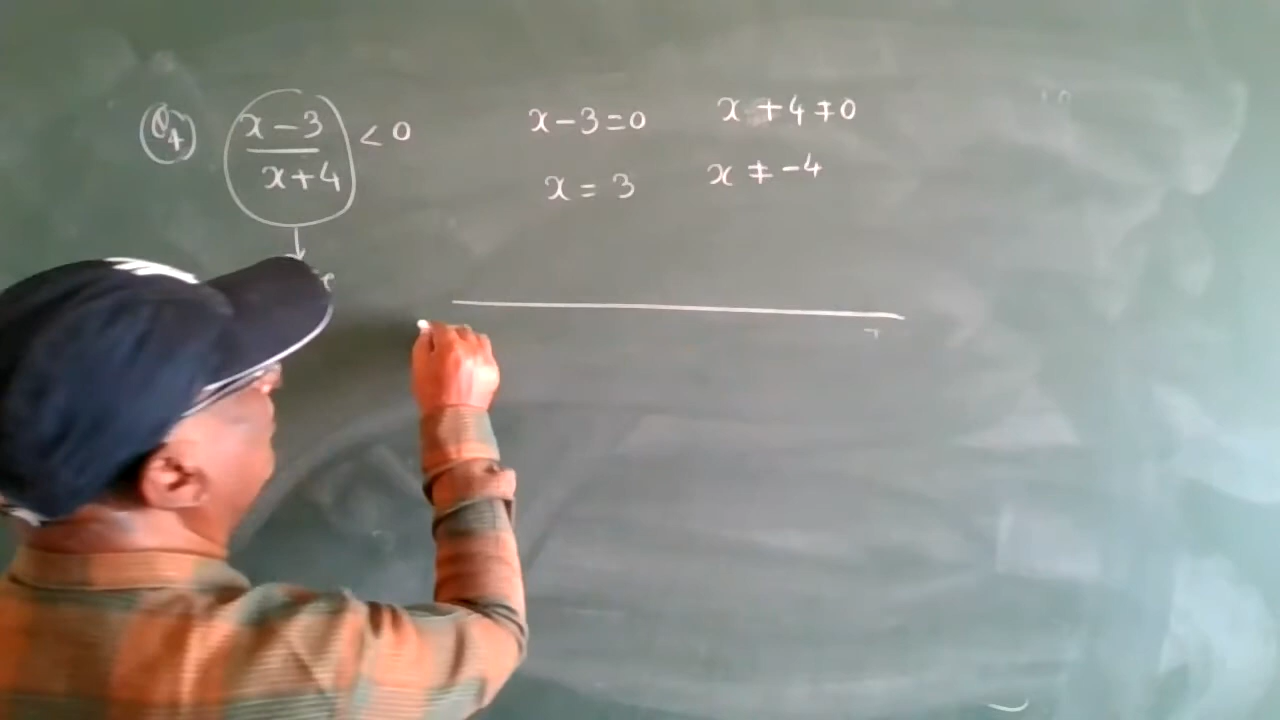 Q4 x-3/x+4 < 0
x-3=0
x = 3
x+4≠0
x ≠ -4